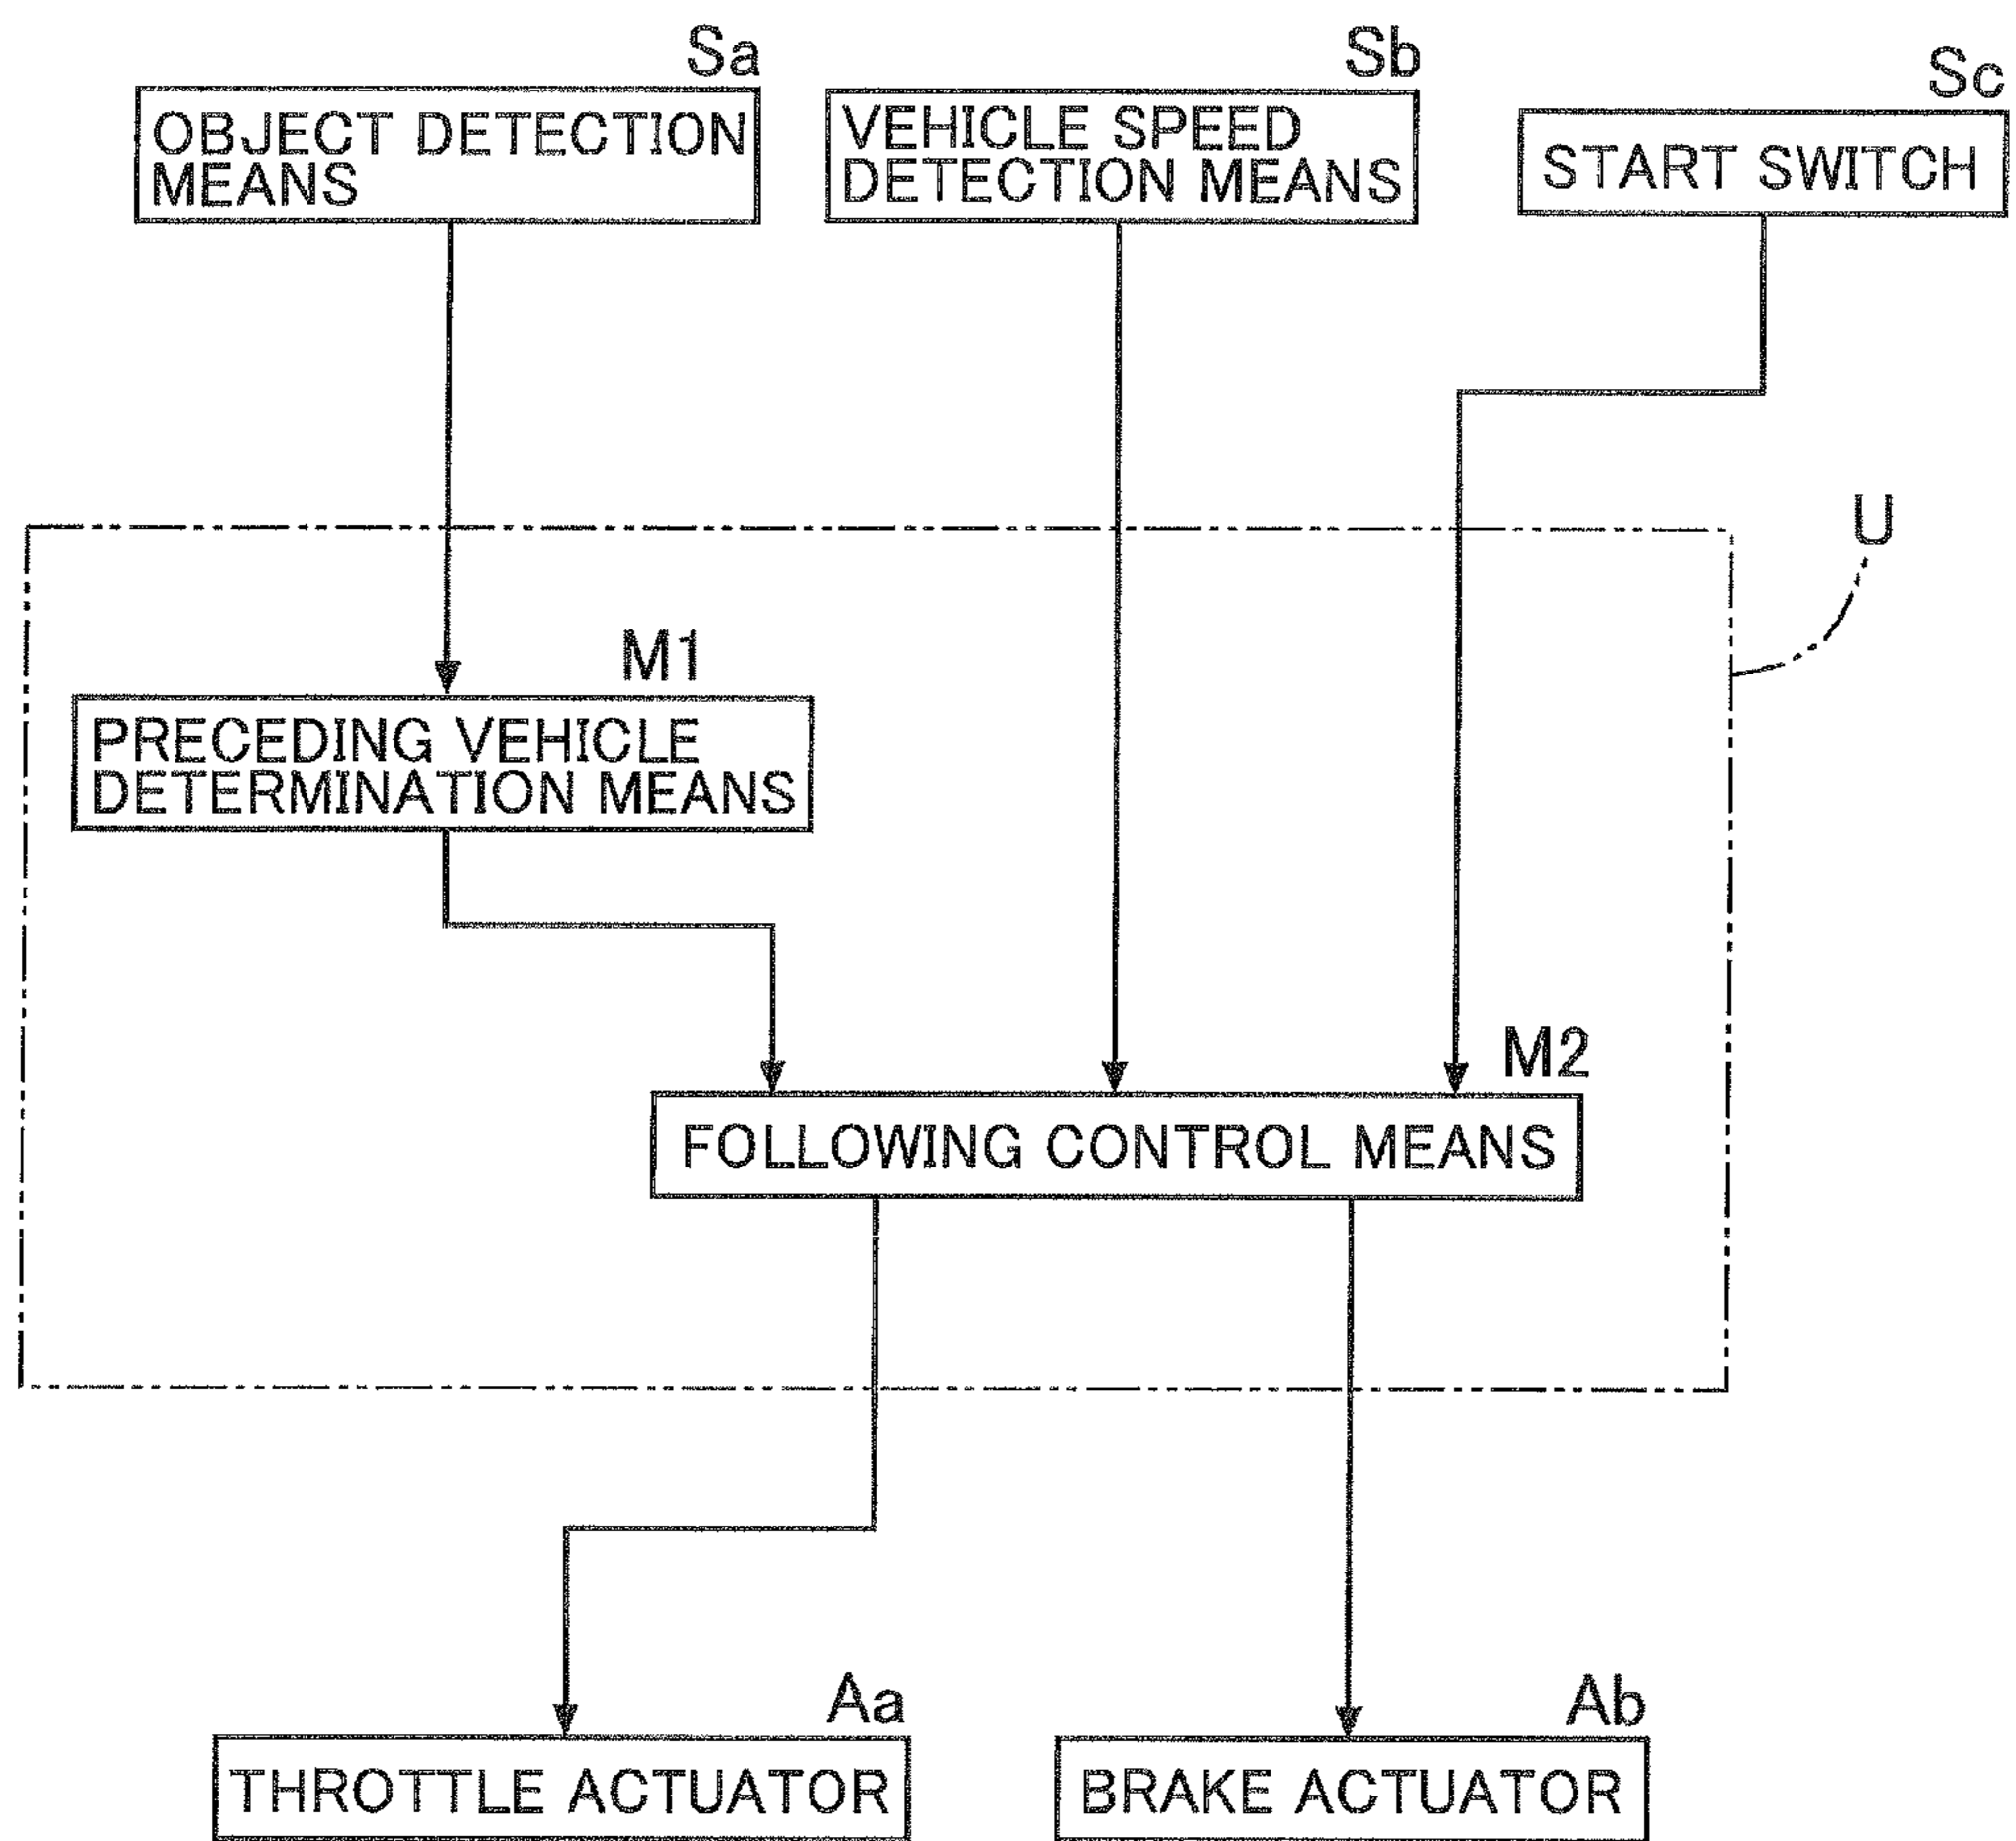 Sa
OBJECT DETECTION
MEANS
Sb
VEHICLE SPEED
DETECTION MEANS
Sc
START SWITCH
U
M1
PRECEDING VEHICLE
DETERMINATION MEANS
M2
FOLLOWING CONTROL MEANS
Aa
THROTTLE ACTUATOR
Ab
BRAKE ACTUATOR